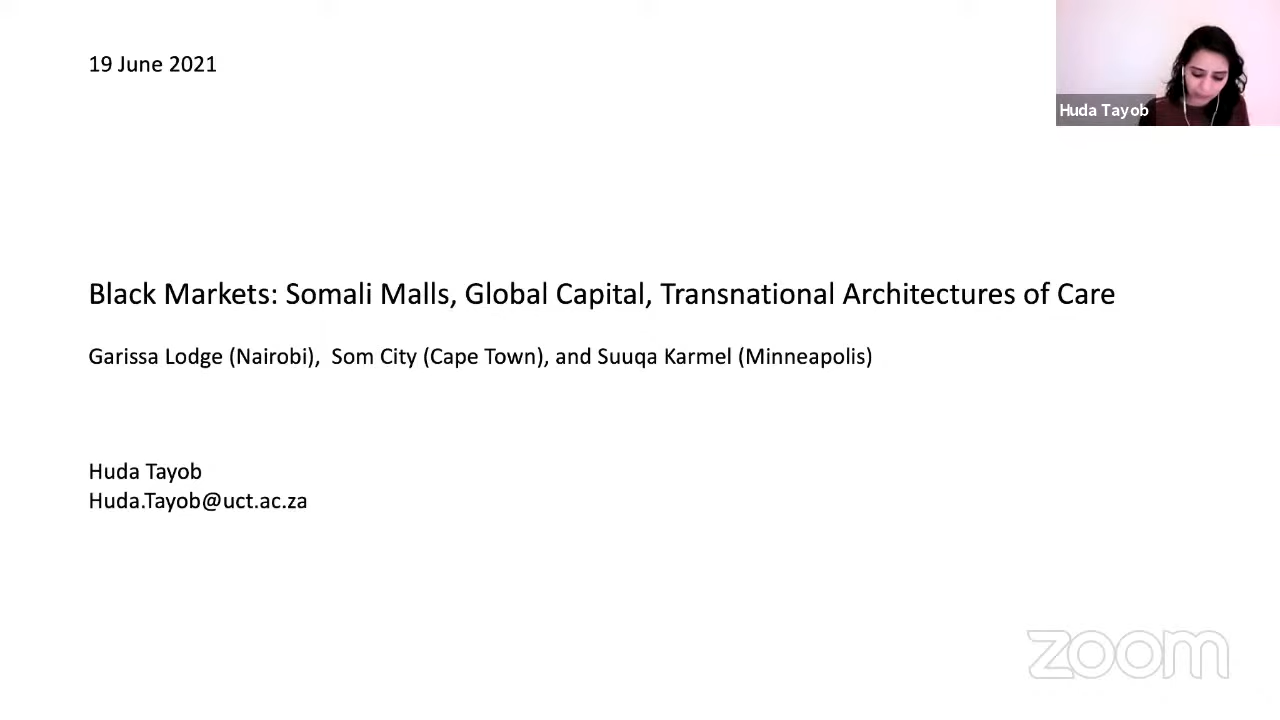 19 June 2021
Huda Tayob
Black Markets: Somali Malls, Global Capital, Transnational Architectures of Care
Garissa Lodge (Nairobi), Som City (Cape Town), and Suuqa Karmel (Minneapolis)
Huda Tayob
Huda.Tayob@uct.ac.za
zoom